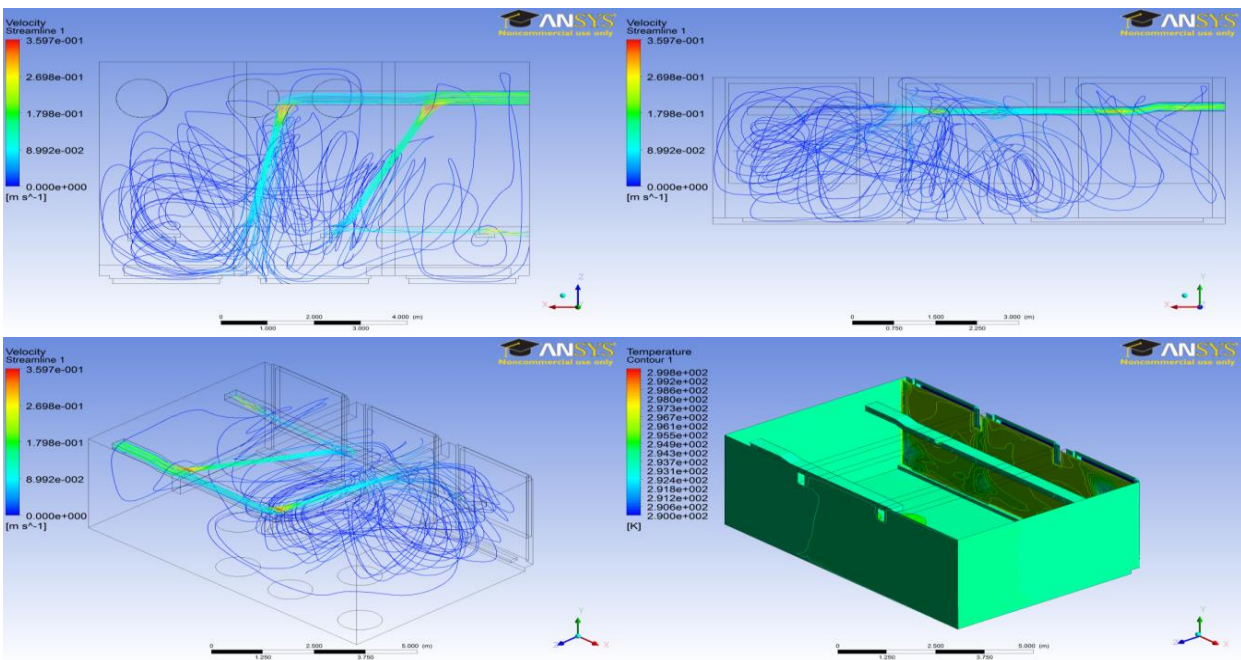 Velocity
Streamline 1
3.597e-001
2.698e-001
1.798e-001
8.992e-002
0.000e+000
[m s^-1]
ANSYS
Noncommercial use only
Z
X
0
2.000
4.000 (m)
1.000
3.000
Velocity
Streamline 1
3.597e-001
2.698e-001
1.798e-001
8.992e-002
0.000e+000
[m s^-1]
ANSYS
Noncommercial use only
Y
X
Z
0
1.500
3.000 (m)
0.750
2.250
Velocity
Streamline 1
3.597e-001
2.698e-001
1.798e-001
8.992e-002
0.000e+000
[m s^-1]
ANSYS
Noncommercial use only
Y
Z
X
0
2.500
5.000 (m)
1.250
3.750
Temperature
Contour 1
2.998e+002
2.992e+002
2.986e+002
2.980e+002
2.973e+002
2.967e+002
2.961e+002
2.955e+002
2.949e+002
2.943e+002
2.937e+002
2.931e+002
2.924e+002
2.918e+002
2.912e+002
2.906e+002
2.900e+002
[K]
ANSYS
Noncommercial use only
Y
Z
X
0
2.500
5.000 (m)
1.250
3.750